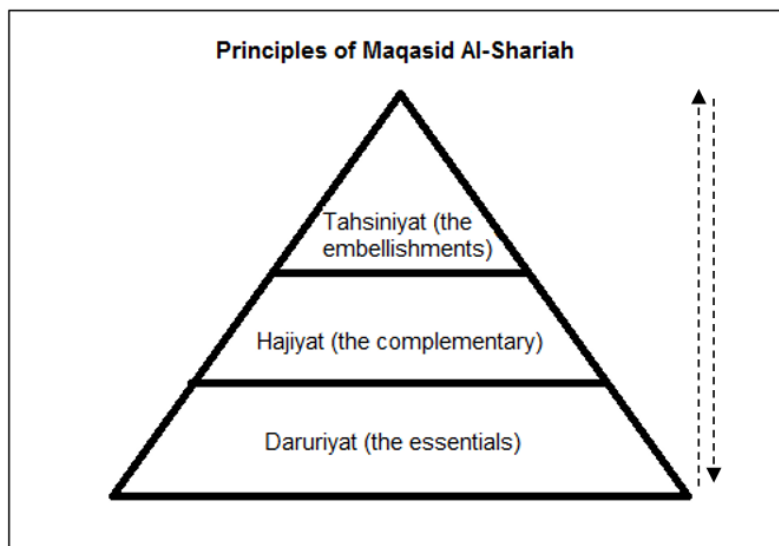 Principles of Maqasid Al-Shariah
Tahsiniyat (the
embellishments)
Hajiyat (the complementary)
Daruriyat (the essentials)